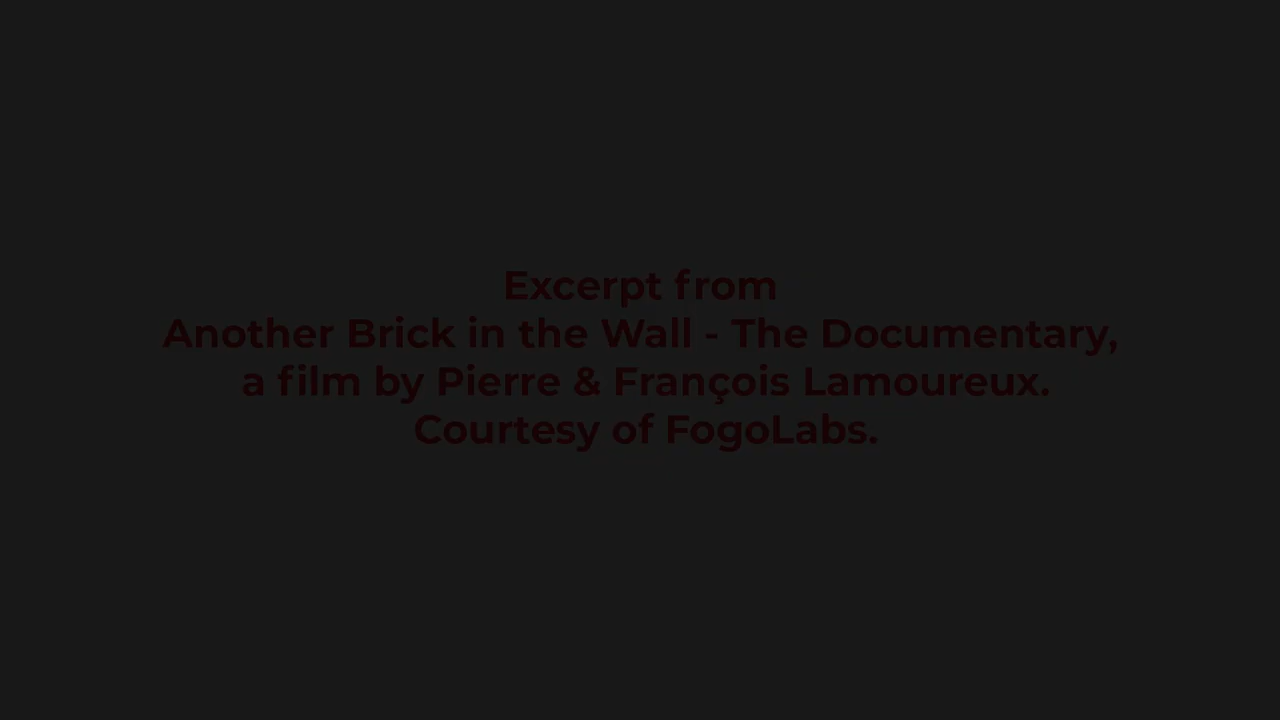 Excerpt from
Another Brick in the Wall - The Documentary,
a film by Pierre & François Lamoureux.
Courtesy of FogoLabs.